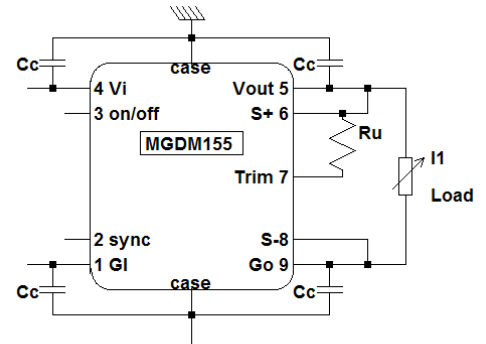 Cc
case
Cc
4 Vi
Vout 5
3 on/off
S+ 6
MGDM155
Ru
Trim 7
I1
Load
2 sync
S-8
1 GI
Go 9
Cc
case
Cc